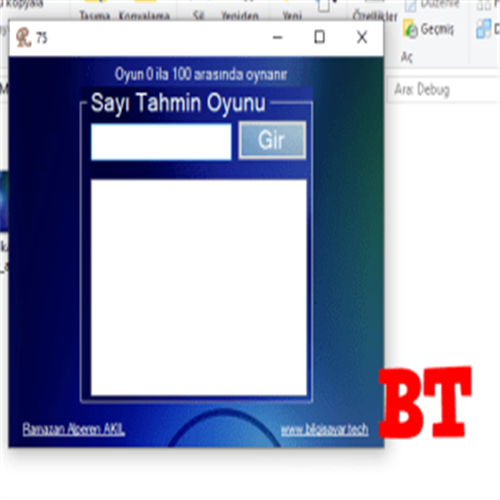 kopyala
Taşıma Kopyalama Sil Yeniden Yeni Özellikler
Düzenle
Geçmiş
Aç
75
Ara: Debug
Oyun 0 ila 100 arasında oynanır
Sayı Tahmin Oyunu
Gir
BT
Ramazan Alperen AKIL
www.bilgisayar.tech